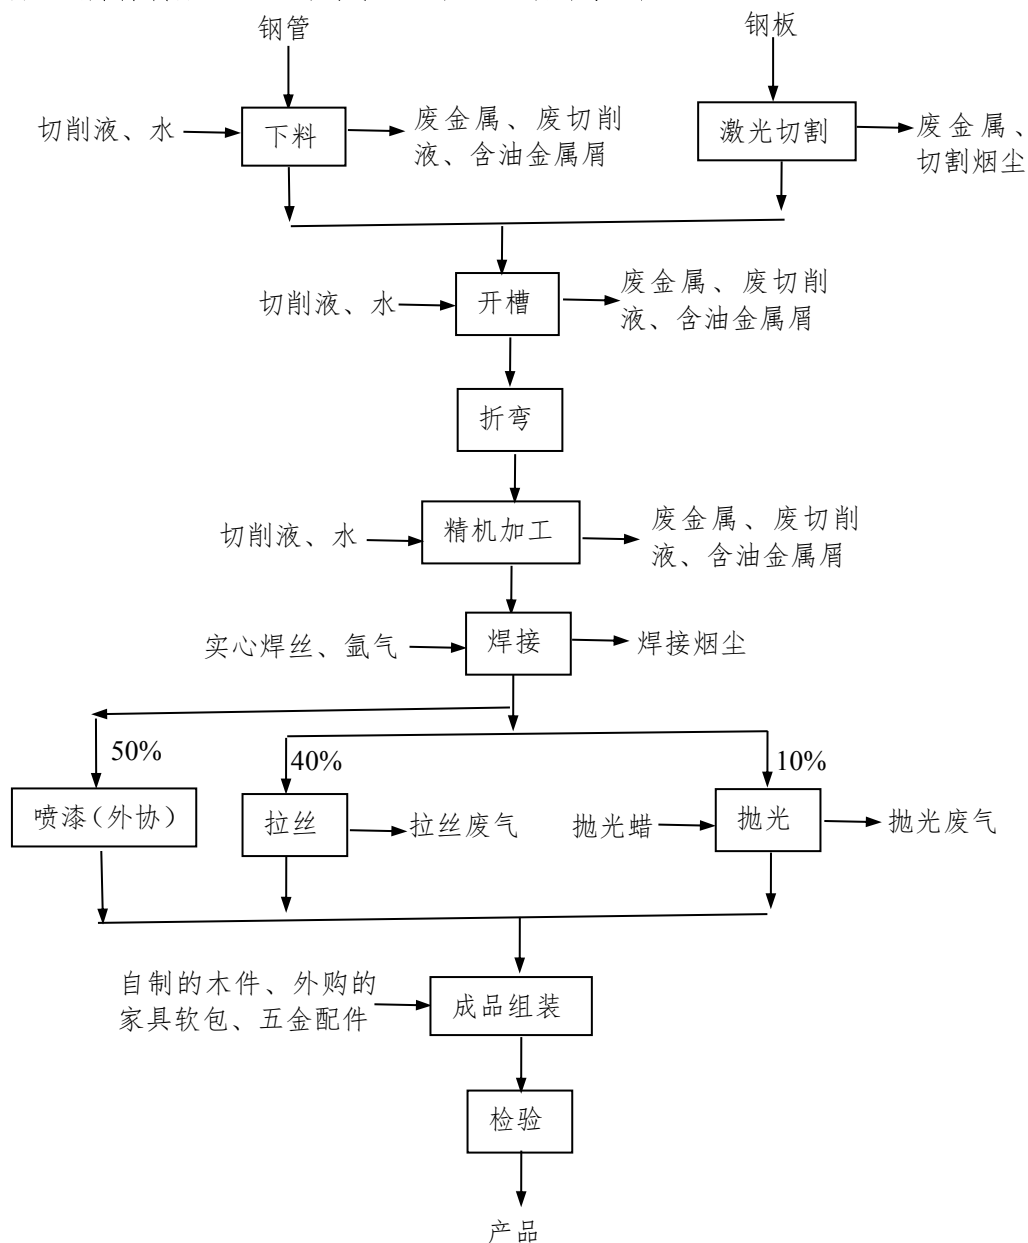 钢管
钢板
切削液、水
下料
废金属、废切削
液、含油金属屑
激光切割
废金属、
切割烟尘
切削液、水
开槽
废金属、废切削
液、含油金属屑
折弯
切削液、水
精机加工
废金属、废切削
液、含油金属屑
实心焊丝、氩气
焊接
焊接烟尘
50%
40%
10%
喷漆（外协）
拉丝
拉丝废气
抛光蜡
抛光
抛光废气
自制的木件、外购的
家具软包、五金配件
成品组装
检验
产品